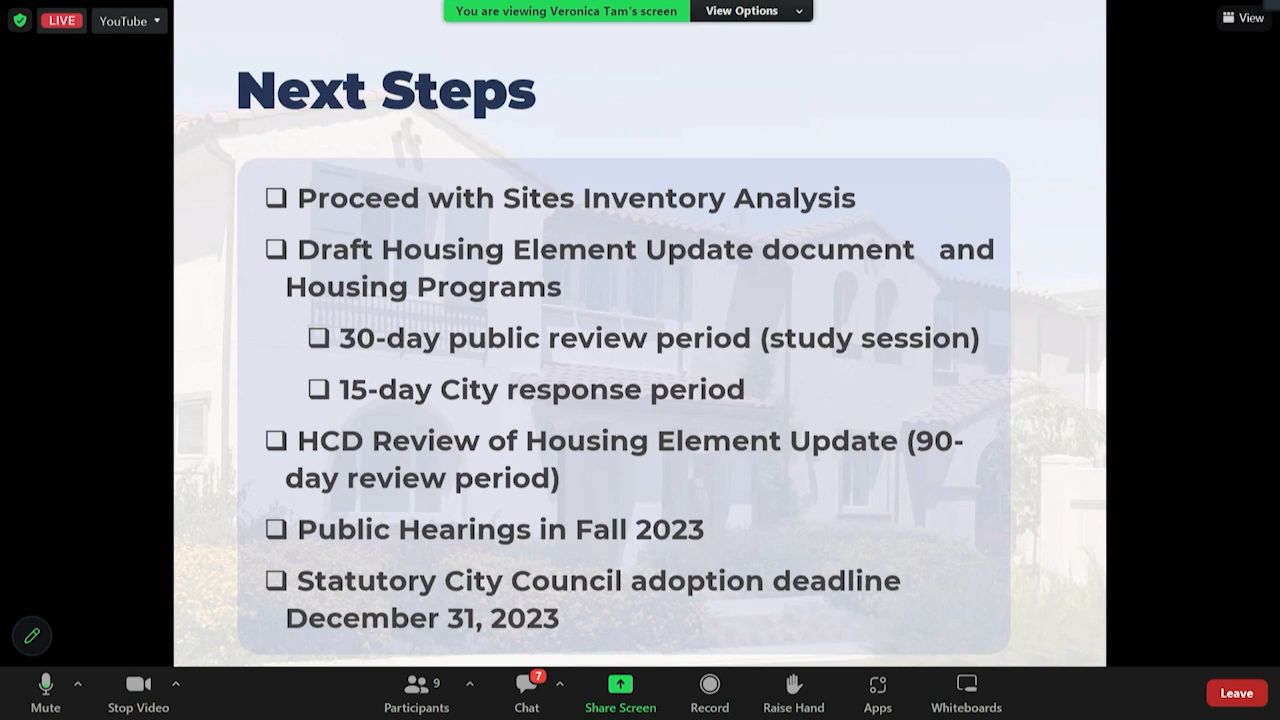 LIVE
YouTube
You are viewing Veronica Tam's screen
View Options
View
Next Steps
❑ Proceed with Sites Inventory Analysis
❑ Draft Housing Element Update document and
Housing Programs
❑ 30-day public review period (study session)
❑ 15-day City response period
❑ HCD Review of Housing Element Update (90-
day review period)
❑ Public Hearings in Fall 2023
❑ Statutory City Council adoption deadline
December 31, 2023
9
7
Mute
Stop Video
Participants
Chat
Share Screen
Record
Raise Hand
Apps
Whiteboards
Leave